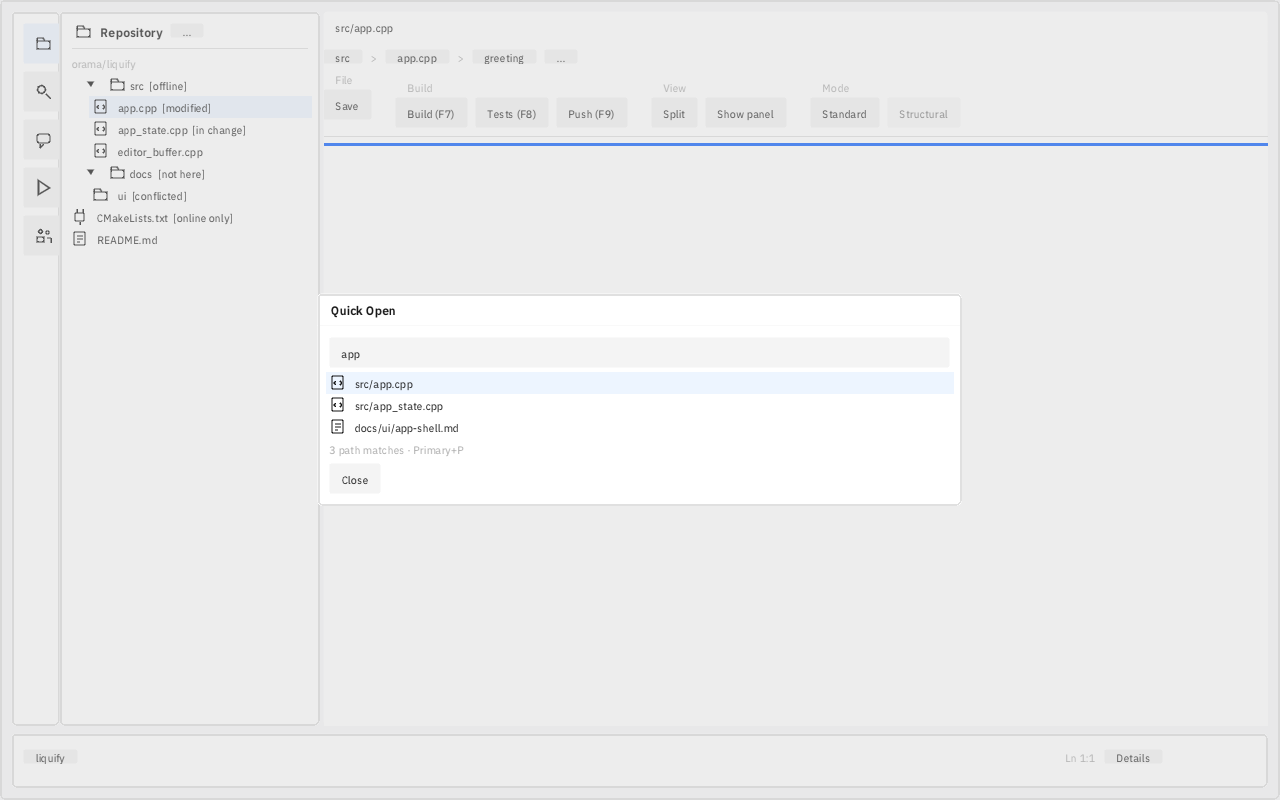 Repository ...
orama/liquify
src [offline]
app.cpp [modified]
app_state.cpp [in change]
editor_buffer.cpp
docs [not here]
ui [conflicted]
CMakeLists.txt [online only]
README.md
src/app.cpp
src > app.cpp > greeting ...
File
Save
Build
Build (F7) Tests (F8) Push (F9)
View
Split Show panel
Mode
Standard Structural
Quick Open
app
src/app.cpp
src/app_state.cpp
docs/ui/app-shell.md
3 path matches · Primary+P
Close
liquify
Ln 1:1 Details